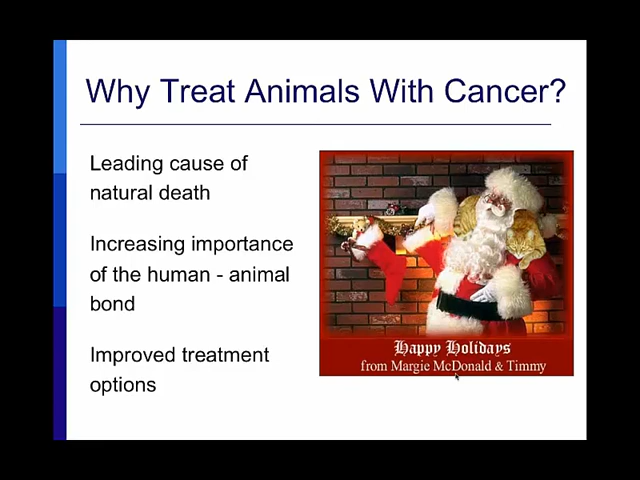 Why Treat Animals With Cancer?
Leading cause of
natural death
Increasing importance
of the human - animal
bond
Improved treatment
options
Happy Holidays
from Margie McDonald & Timmy